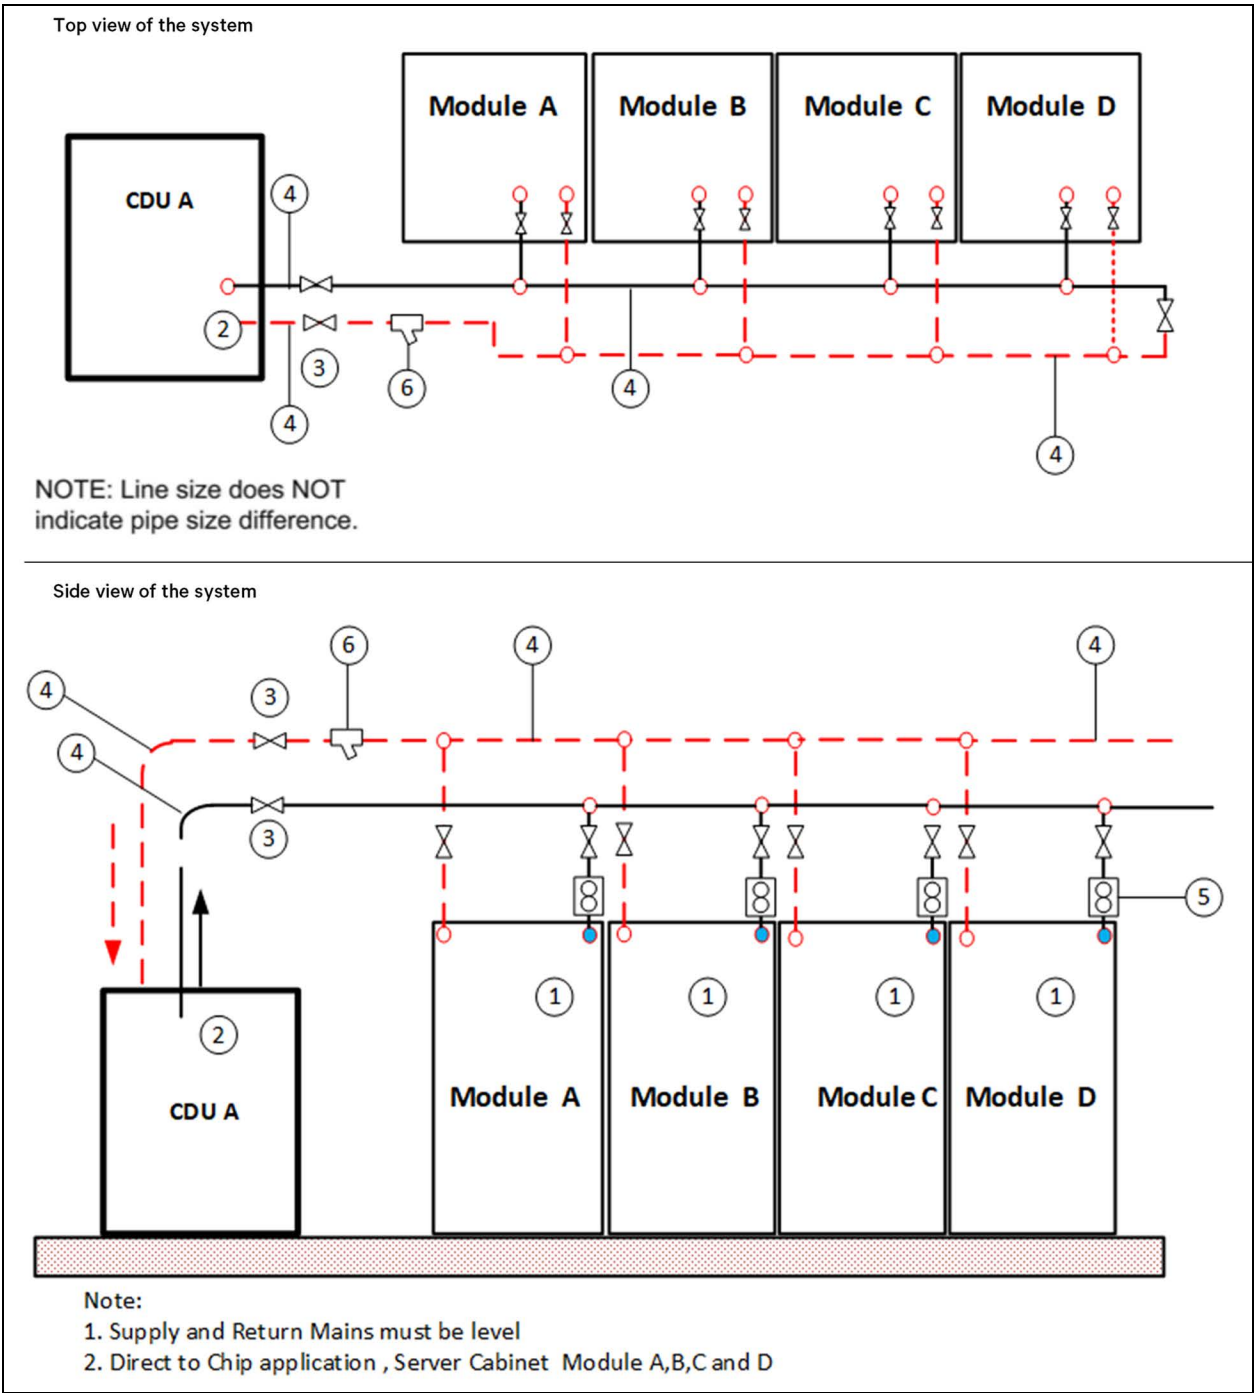 Top view of the system
Module A
Module B
Module C
Module D
CDU A
4
2
3
4
6
4
4
NOTE: Line size does NOT
indicate pipe size difference.
Side view of the system
6
4
4
4
3
4
3
5
1
1
1
1
2
Module A
Module B
Module C
Module D
CDU A
Note:
1. Supply and Return Mains must be level
2. Direct to Chip application , Server Cabinet Module A,B,C and D